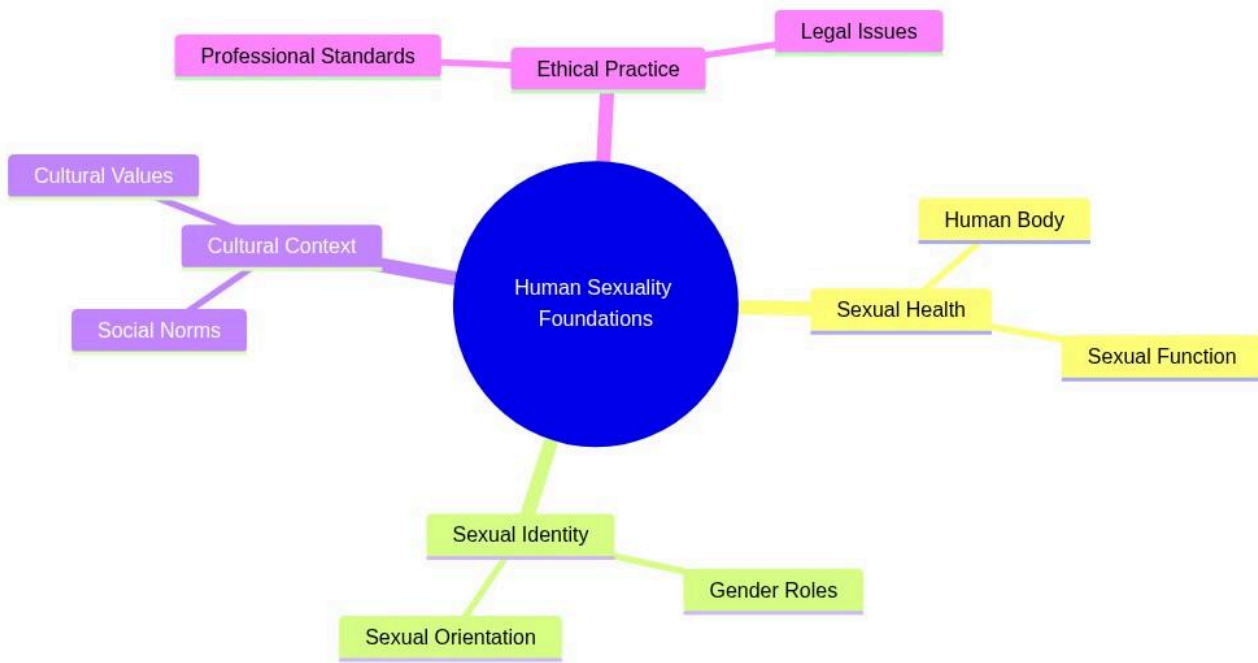 Legal Issues
Professional Standards
Ethical Practice
Cultural Values
Cultural Context
Social Norms
Human Sexuality
Foundations
Human Body
Sexual Health
Sexual Function
Sexual Identity
Gender Roles
Sexual Orientation